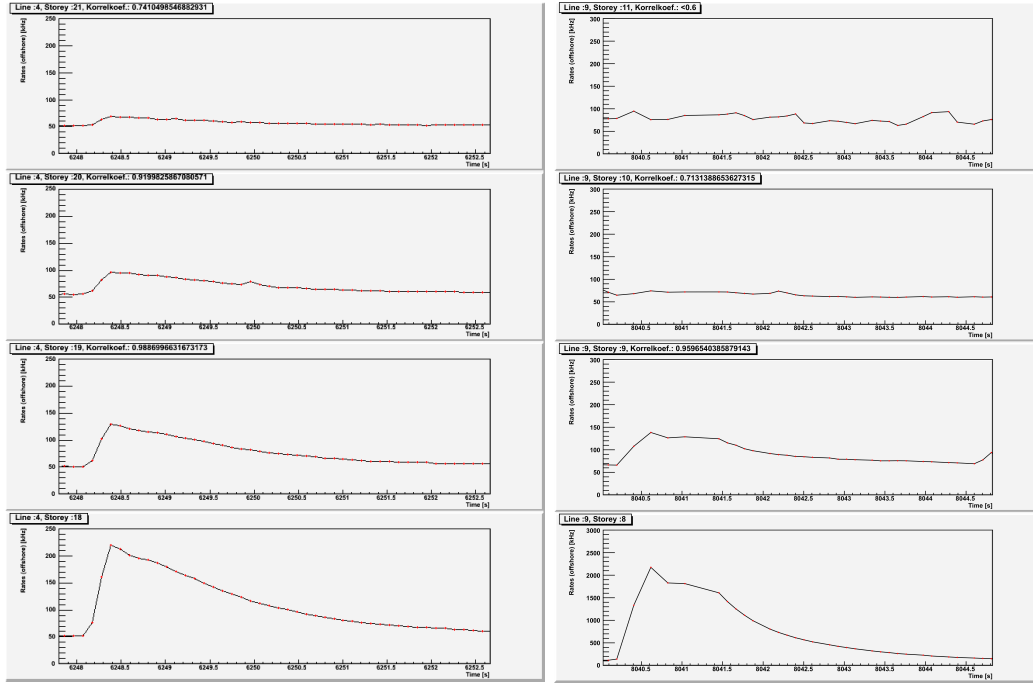 Line :4, Storey :21, Korrelkoef.: 0.7410498546882931
Rates (offshore) [kHz]
250
200
150
100
50
0
6248 6248.5 6249 6249.5 6250 6250.5 6251 6251.5 6252 6252.5
Time [s]
Line :4, Storey :20, Korrelkoef.: 0.9199825867080571
Rates (offshore) [kHz]
250
200
150
100
50
0
6248 6248.5 6249 6249.5 6250 6250.5 6251 6251.5 6252 6252.5
Time [s]
Line :4, Storey :19, Korrelkoef.: 0.9886996631673173
Rates (offshore) [kHz]
250
200
150
100
50
0
6248 6248.5 6249 6249.5 6250 6250.5 6251 6251.5 6252 6252.5
Time [s]
Line :4, Storey :18
Rates (offshore) [kHz]
250
200
150
100
50
0
6248 6248.5 6249 6249.5 6250 6250.5 6251 6251.5 6252 6252.5
Time [s]
Line :9, Storey :11, Korrelkoef.: <0.6
Rates (offshore) [kHz]
300
250
200
150
100
50
0
8040.5 8041 8041.5 8042 8042.5 8043 8043.5 8044 8044.5
Time [s]
Line :9, Storey :10, Korrelkoef.: 0.7131388653627315
Rates (offshore) [kHz]
300
250
200
150
100
50
0
8040.5 8041 8041.5 8042 8042.5 8043 8043.5 8044 8044.5
Time [s]
Line :9, Storey :9, Korrelkoef.: 0.9596540385879143
Rates (offshore) [kHz]
300
250
200
150
100
50
0
8040.5 8041 8041.5 8042 8042.5 8043 8043.5 8044 8044.5
Time [s]
Line :9, Storey :8
Rates (offshore) [kHz]
3000
2500
2000
1500
1000
500
0
8040.5 8041 8041.5 8042 8042.5 8043 8043.5 8044 8044.5
Time [s]